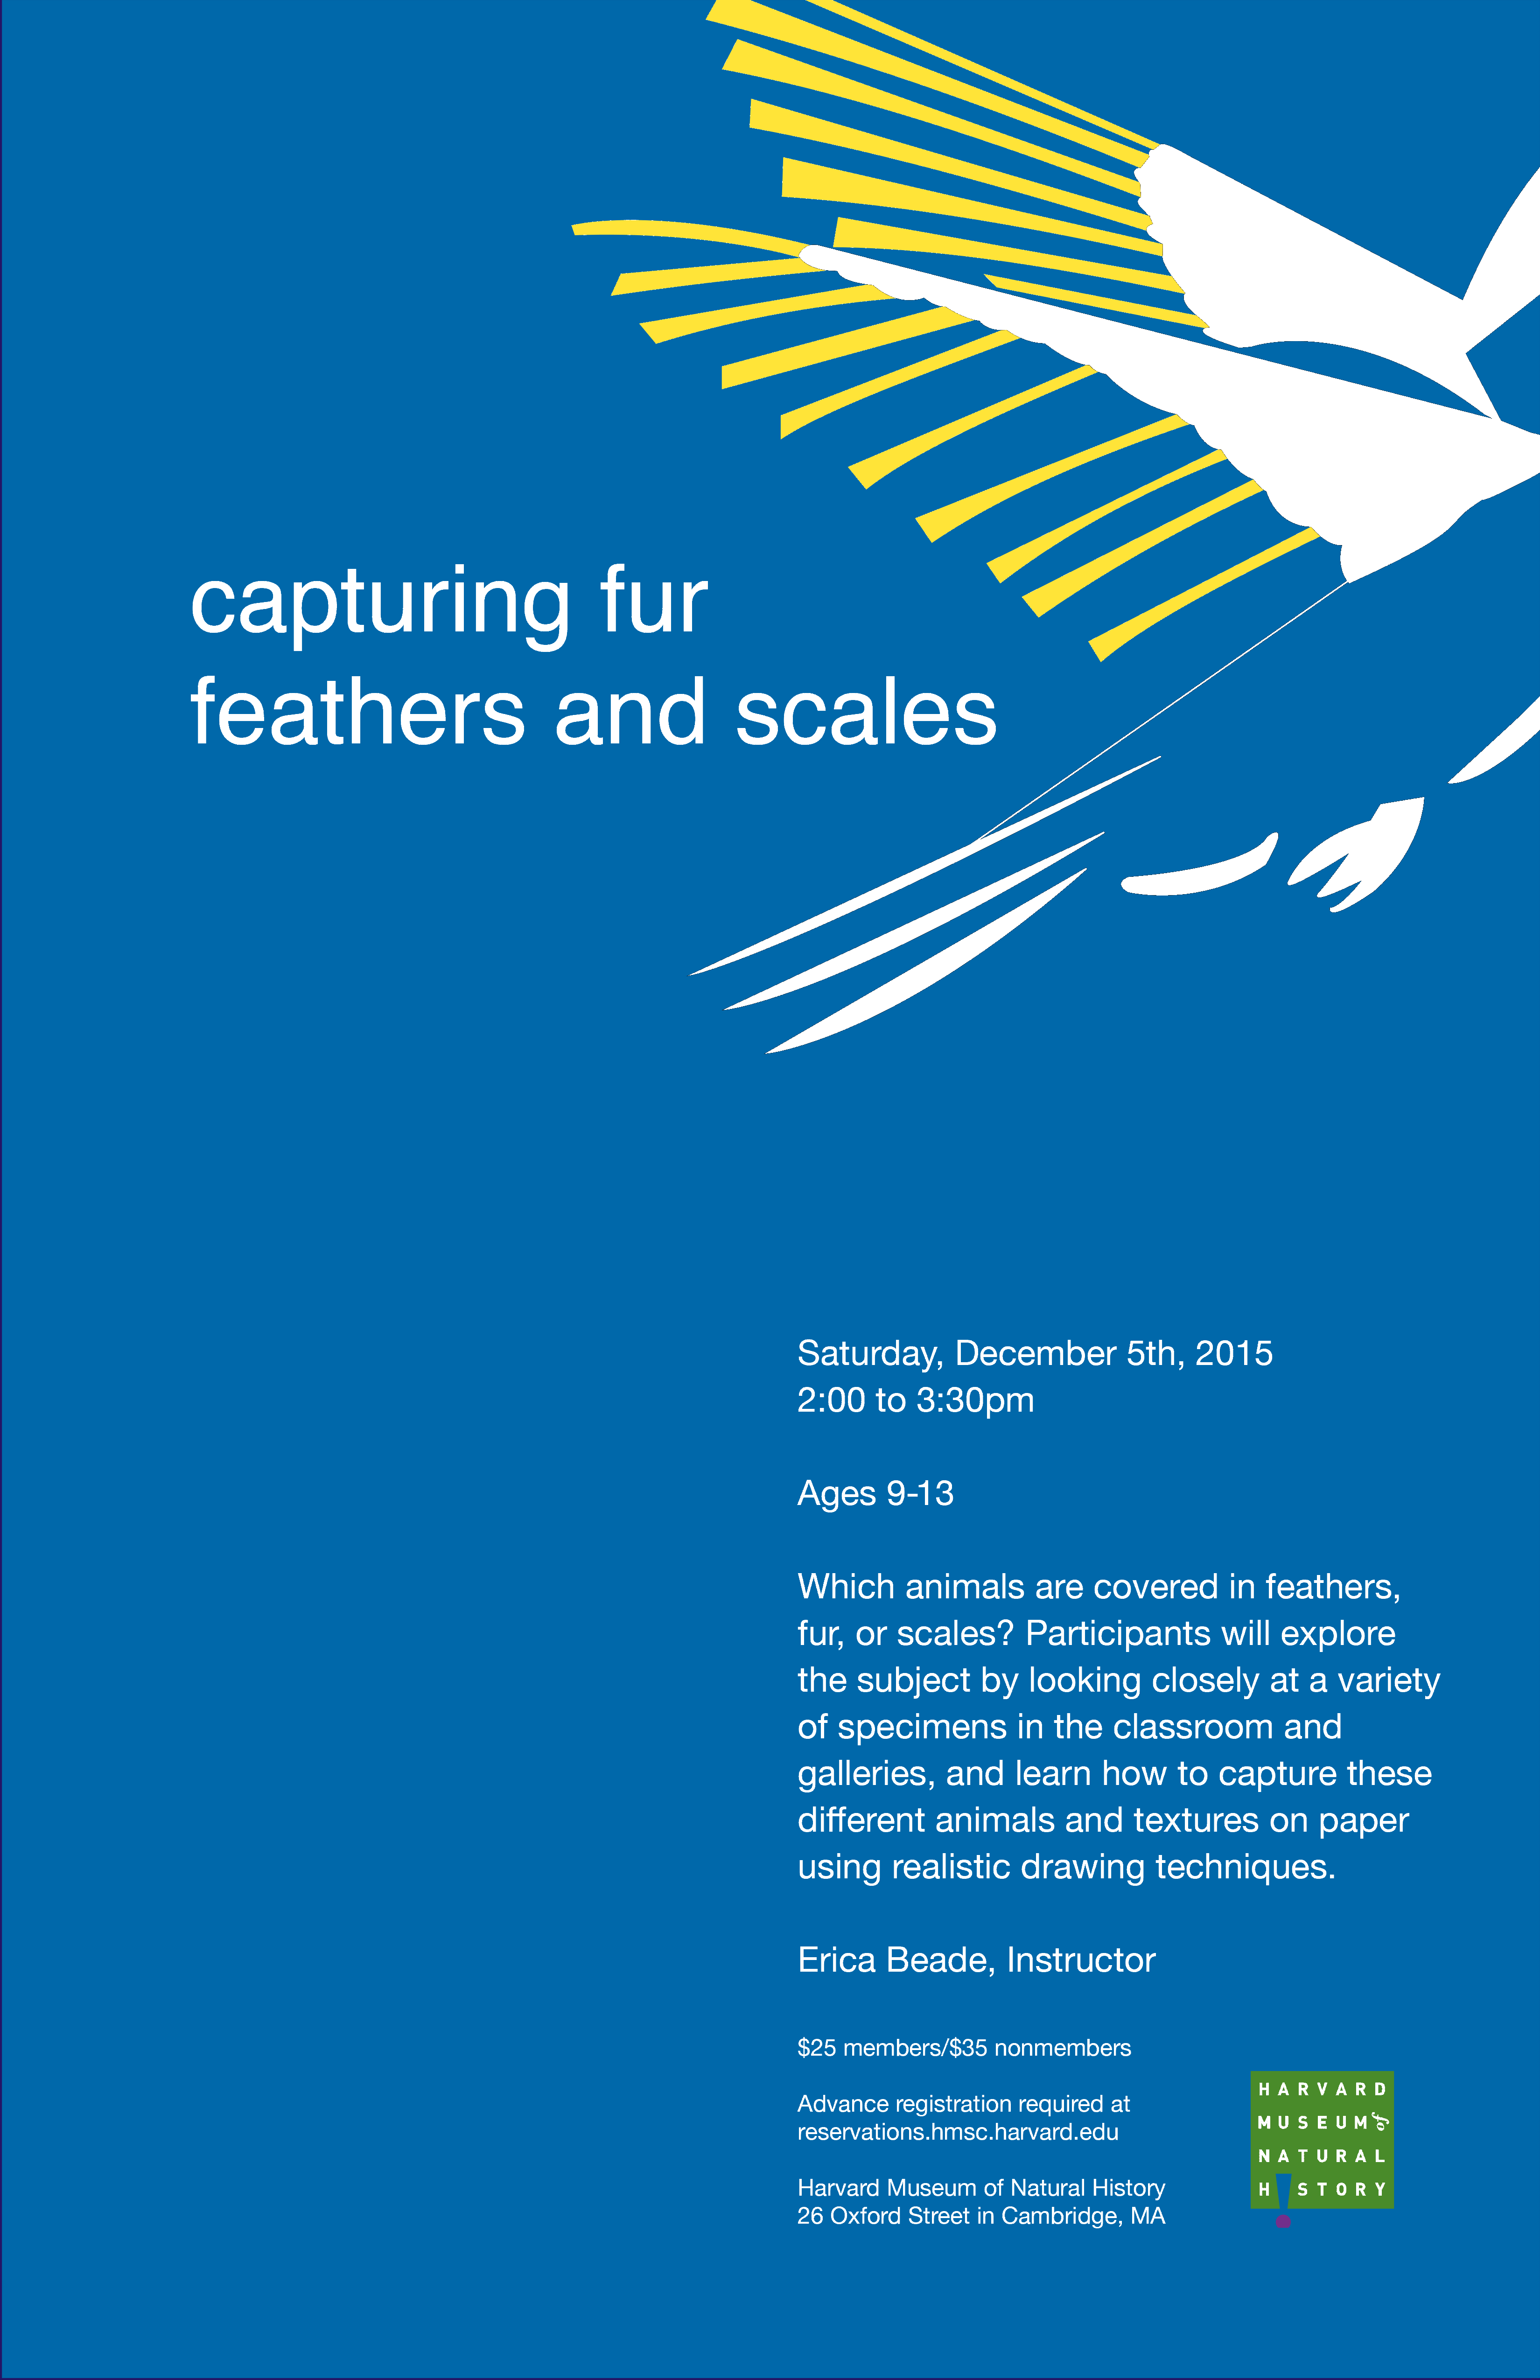 capturing fur
feathers and scales
Saturday, December 5th, 2015
2:00 to 3:30pm
Ages 9-13
Which animals are covered in feathers,
fur, or scales? Participants will explore
the subject by looking closely at a variety
of specimens in the classroom and
galleries, and learn how to capture these
different animals and textures on paper
using realistic drawing techniques.
Erica Beade, Instructor
$25 members/$35 nonmembers
Advance registration required at
reservations.hmsc.harvard.edu
Harvard Museum of Natural History
26 Oxford Street in Cambridge, MA
HARVARD
MUSEUM of
NATURAL
H!STORY